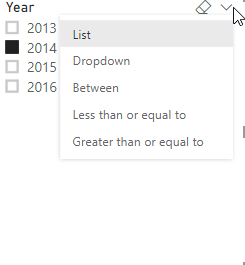 Year
2013
2014
2015
2016
List
Dropdown
Between
Less than or equal to
Greater than or equal to